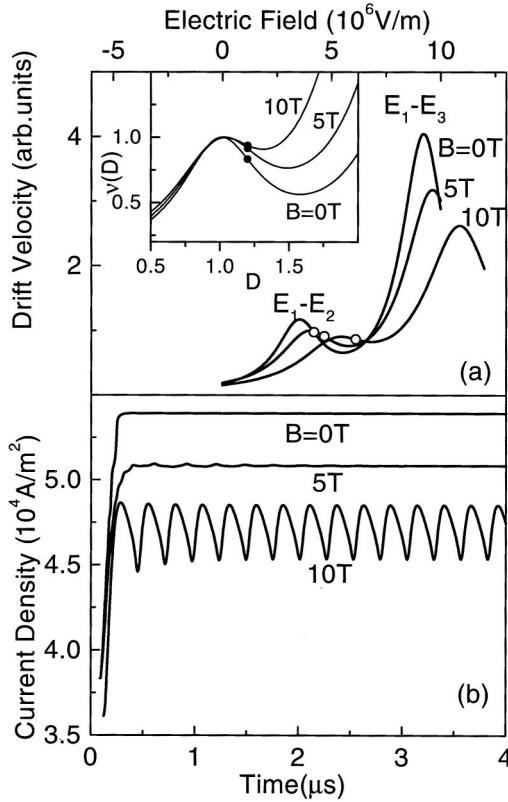 Electric Field (10⁶V/m)
-5 0 5 10
Drift Velocity (arb.units)
4
2
ν(D)
1.0
0.5
0.5 1.0 1.5
D
10T
5T
B=0T
E₁-E₃
B=0T
5T
10T
E₁-E₂
(a)
Current Density (10⁴A/m²)
5.0
4.5
4.0
3.5
B=0T
5T
10T
(b)
0 1 2 3 4
Time(μs)